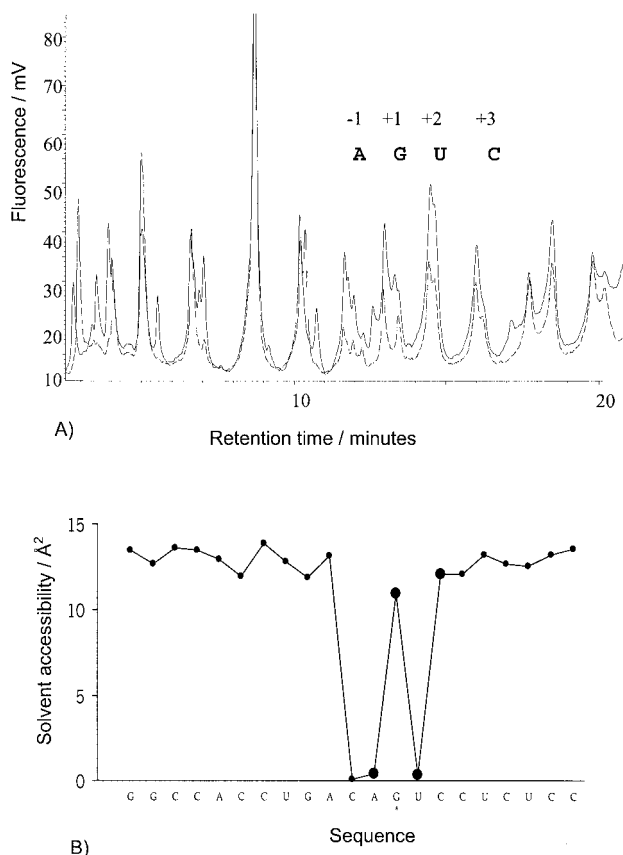 80
70
60
50
40
30
20
10
Fluorescence / mV
-1 +1 +2 +3
A G U C
10 20
A)
Retention time / minutes
15
10
5
0
Solvent accessibility / Å²
G G C C A C C U G A C A G U C C U C U C C
B)
Sequence